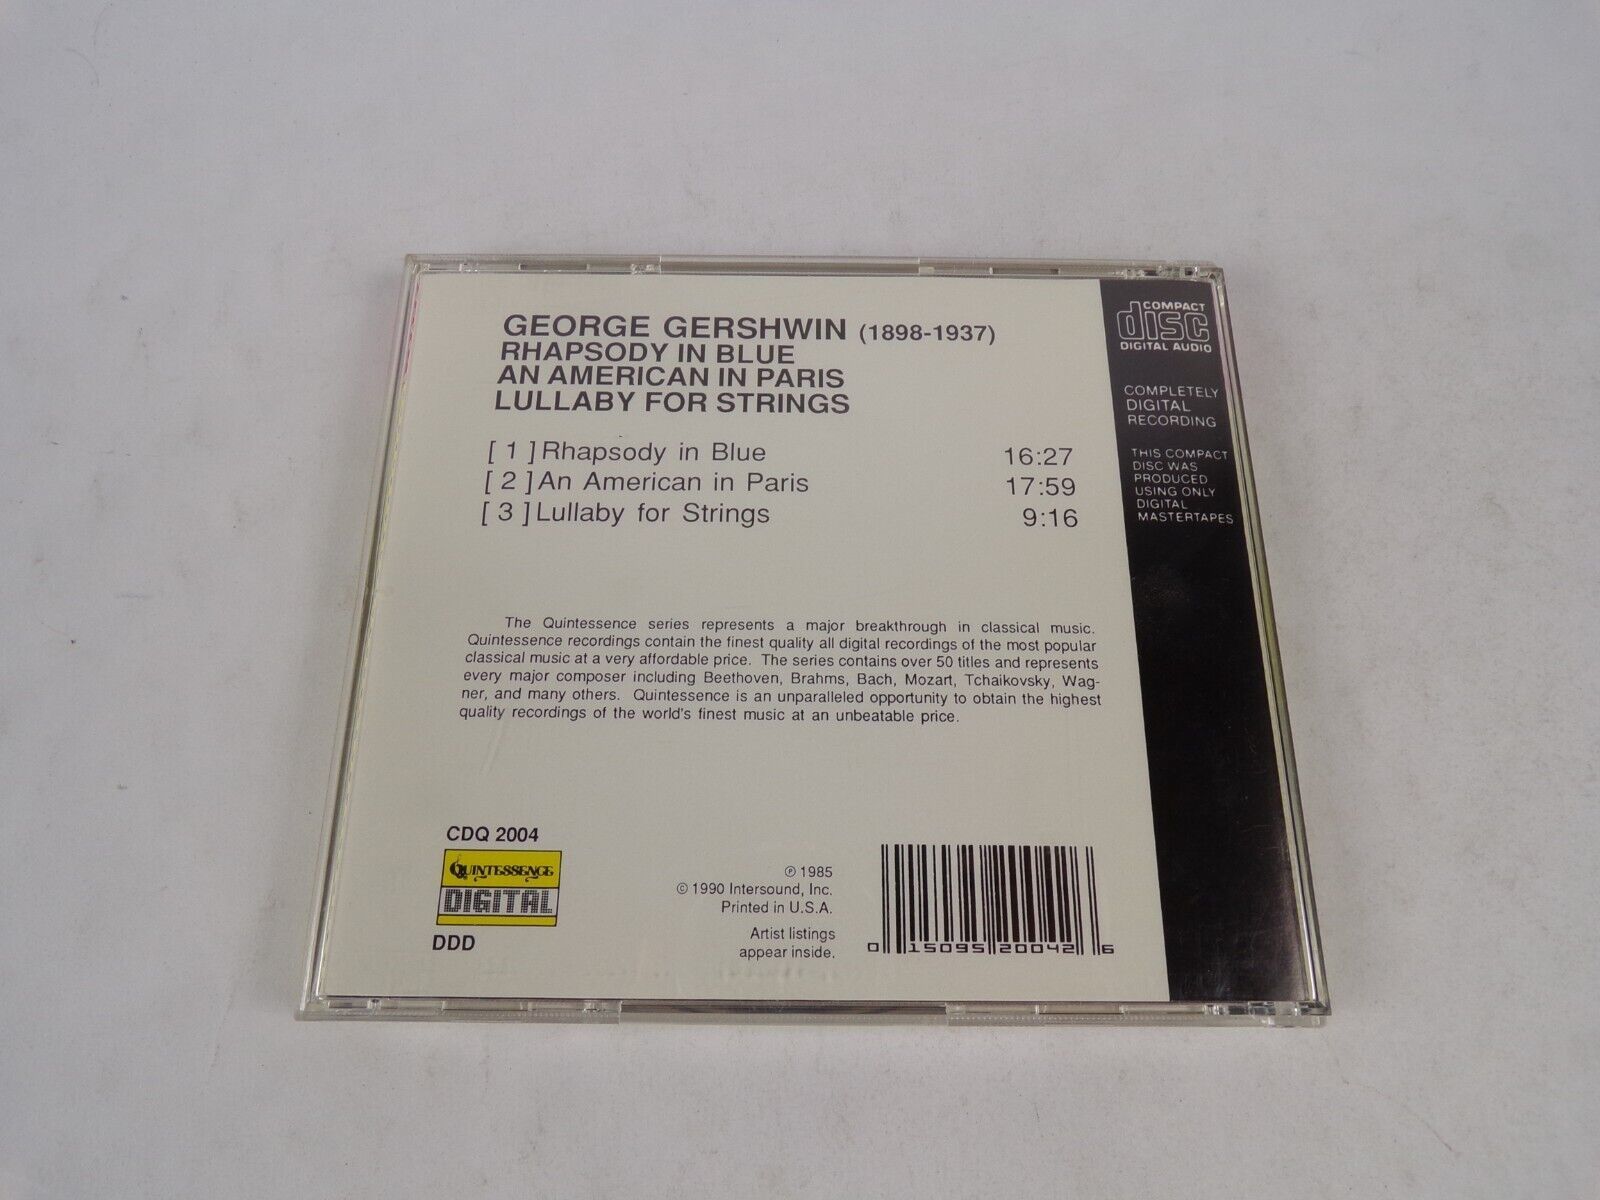 GEORGE GERSHWIN (1898-1937)
RHAPSODY IN BLUE
AN AMERICAN IN PARIS
LULLABY FOR STRINGS
[ 1 ] Rhapsody in Blue 16:27
[ 2 ] An American in Paris 17:59
[ 3 ] Lullaby for Strings 9:16
The Quintessence series represents a major breakthrough in classical music.
Quintessence recordings contain the finest quality all digital recordings of the most popular
classical music at a very affordable price. The series contains over 50 titles and represents
every major composer including Beethoven, Brahms, Bach, Mozart, Tchaikovsky, Wag-
ner, and many others. Quintessence is an unparalleled opportunity to obtain the highest
quality recordings of the world's finest music at an unbeatable price.
CDQ 2004
QUINTESSENCE
DIGITAL
DDD
℗ 1985
© 1990 Intersound, Inc.
Printed in U.S.A.
Artist listings
appear inside.
0 15095 20042 6
COMPACT
disc
DIGITAL AUDIO
COMPLETELY
DIGITAL
RECORDING
THIS COMPACT
DISC WAS
PRODUCED
USING ONLY
DIGITAL
MASTERTAPES